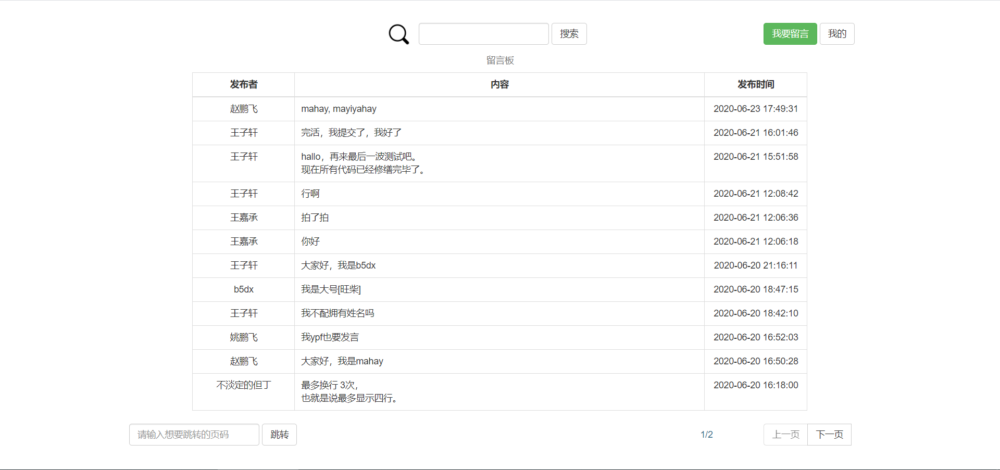 搜索
我要留言 我的
留言板
发布者 内容 发布时间
赵鹏飞 mahay, mayiyahay 2020-06-23 17:49:31
王子轩 完活，我提交了，我好了 2020-06-21 16:01:46
王子轩 hallo，再来最后一波测试吧。 2020-06-21 15:51:58
现在所有代码已经修缮完毕了。
王子轩 行啊 2020-06-21 12:08:42
王嘉承 拍了拍 2020-06-21 12:06:36
王嘉承 你好 2020-06-21 12:06:18
王子轩 大家好，我是b5dx 2020-06-20 21:16:11
b5dx 我是大号[旺柴] 2020-06-20 18:47:15
王子轩 我不配拥有姓名吗 2020-06-20 18:42:10
姚鹏飞 我ypf也要发言 2020-06-20 16:52:03
赵鹏飞 大家好，我是mahay 2020-06-20 16:50:28
不淡定的但丁 最多换行 3次， 2020-06-20 16:18:00
也就是说最多显示四行。
请输入想要跳转的页码 跳转 1/2 上一页 下一页